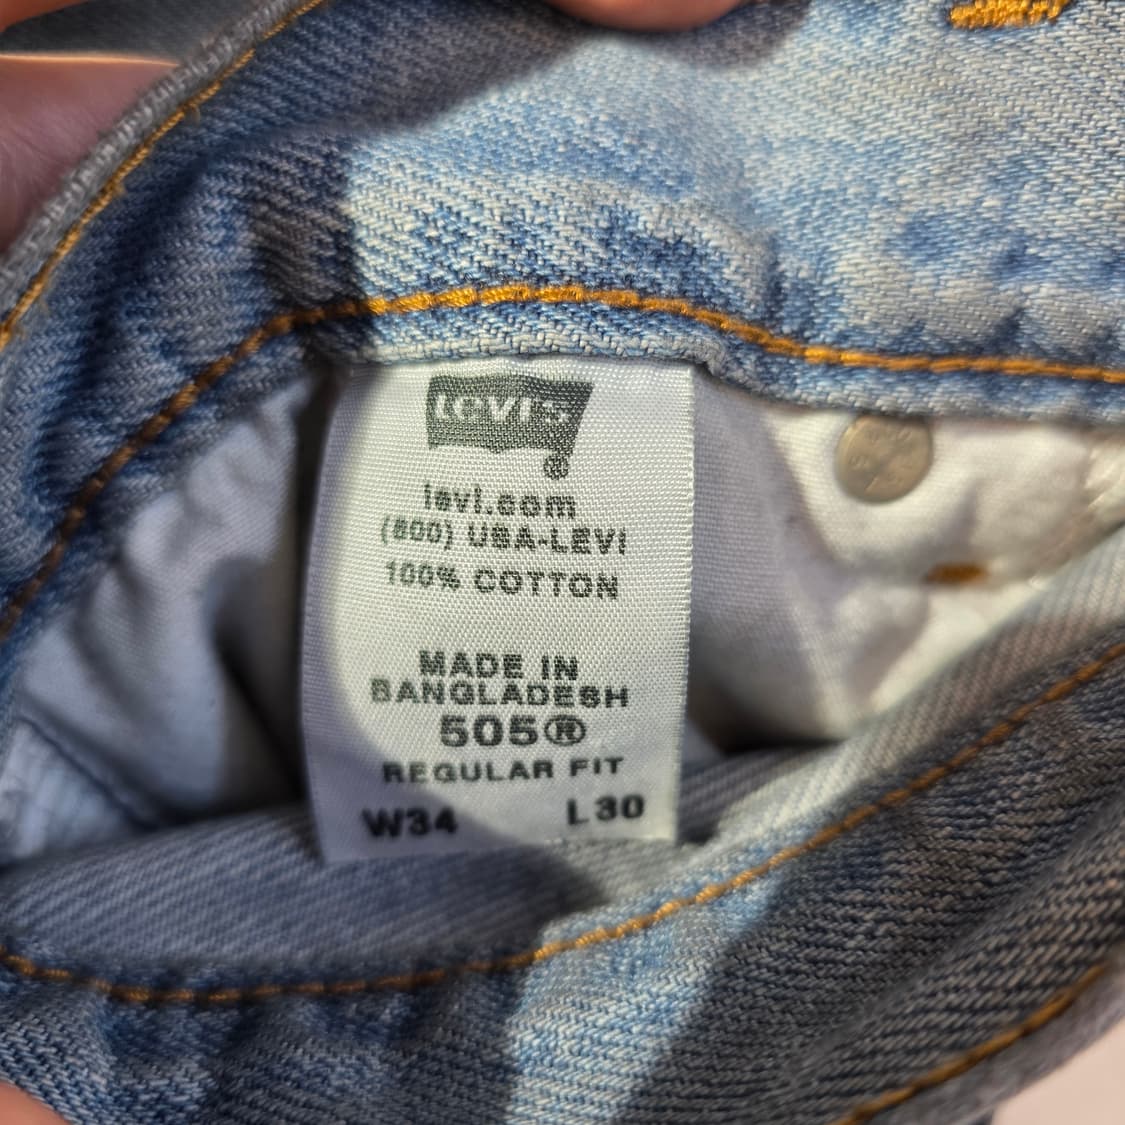 Levi's
®
levi.com
(800) USA-LEVI
100% COTTON
MADE IN
BANGLADESH
505®
REGULAR FIT
W34 L30